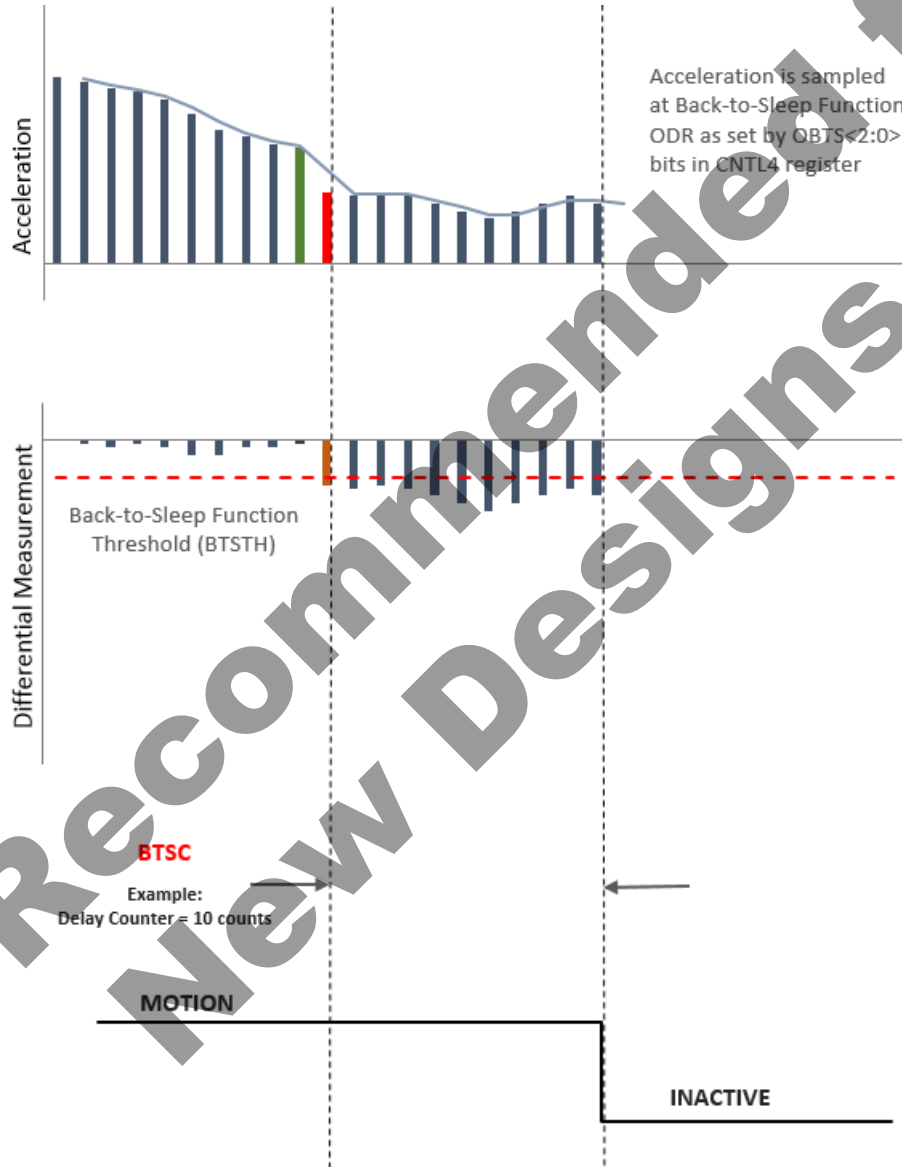 Acceleration
Acceleration is sampled
at Back-to-Sleep Function
ODR as set by OBTS<2:0>
bits in CNTL4 register
Differential Measurement
Back-to-Sleep Function
Threshold (BTSTH)
BTSC
Example:
Delay Counter = 10 counts
MOTION
INACTIVE
Recommended f
New Designs